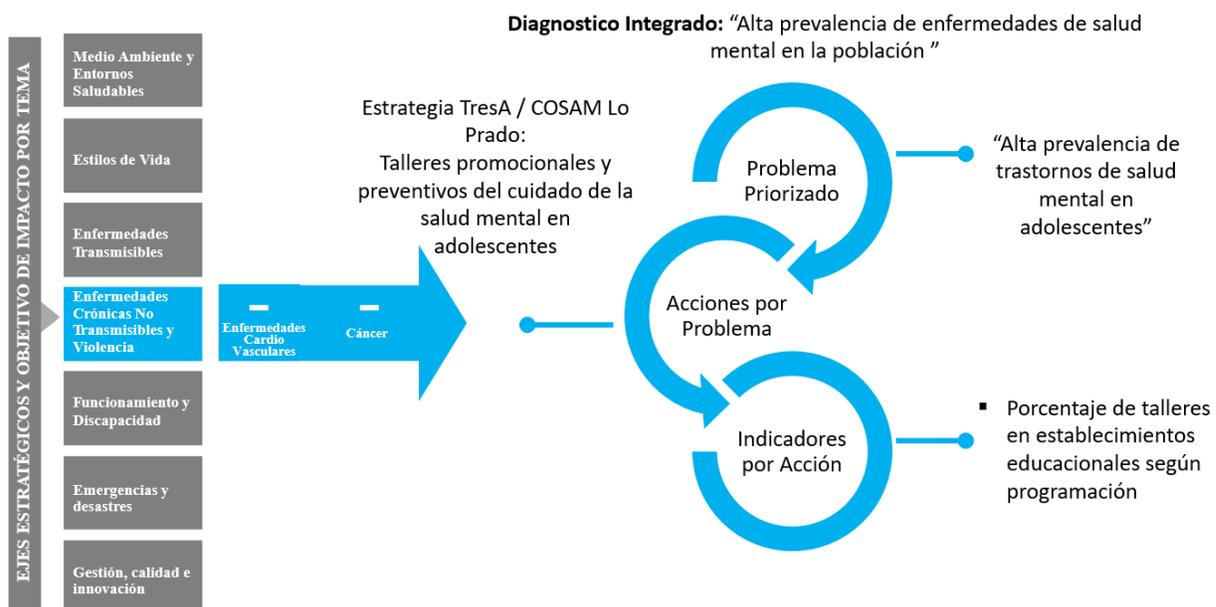 Diagnostico Integrado: “Alta prevalencia de enfermedades de salud
mental en la población ”
EJES ESTRATÉGICOS Y OBJETIVO DE IMPACTO POR TEMA
Medio Ambiente y
Entornos
Saludables
Estilos de Vida
Enfermedades
Transmisibles
Enfermedades
Crónicas No
Transmisibles y
Violencia
Funcionamiento y
Discapacidad
Emergencias y
desastres
Gestión, calidad e
innovación
Enfermedades
Cardio
Vasculares
Cáncer
Estrategia TresA / COSAM Lo
Prado:
Talleres promocionales y
preventivos del cuidado de la
salud mental en
adolescentes
Problema
Priorizado
“Alta prevalencia de
trastornos de salud
mental en
adolescentes”
Acciones por
Problema
Indicadores
por Acción
▪ Porcentaje de talleres
en establecimientos
educacionales según
programación